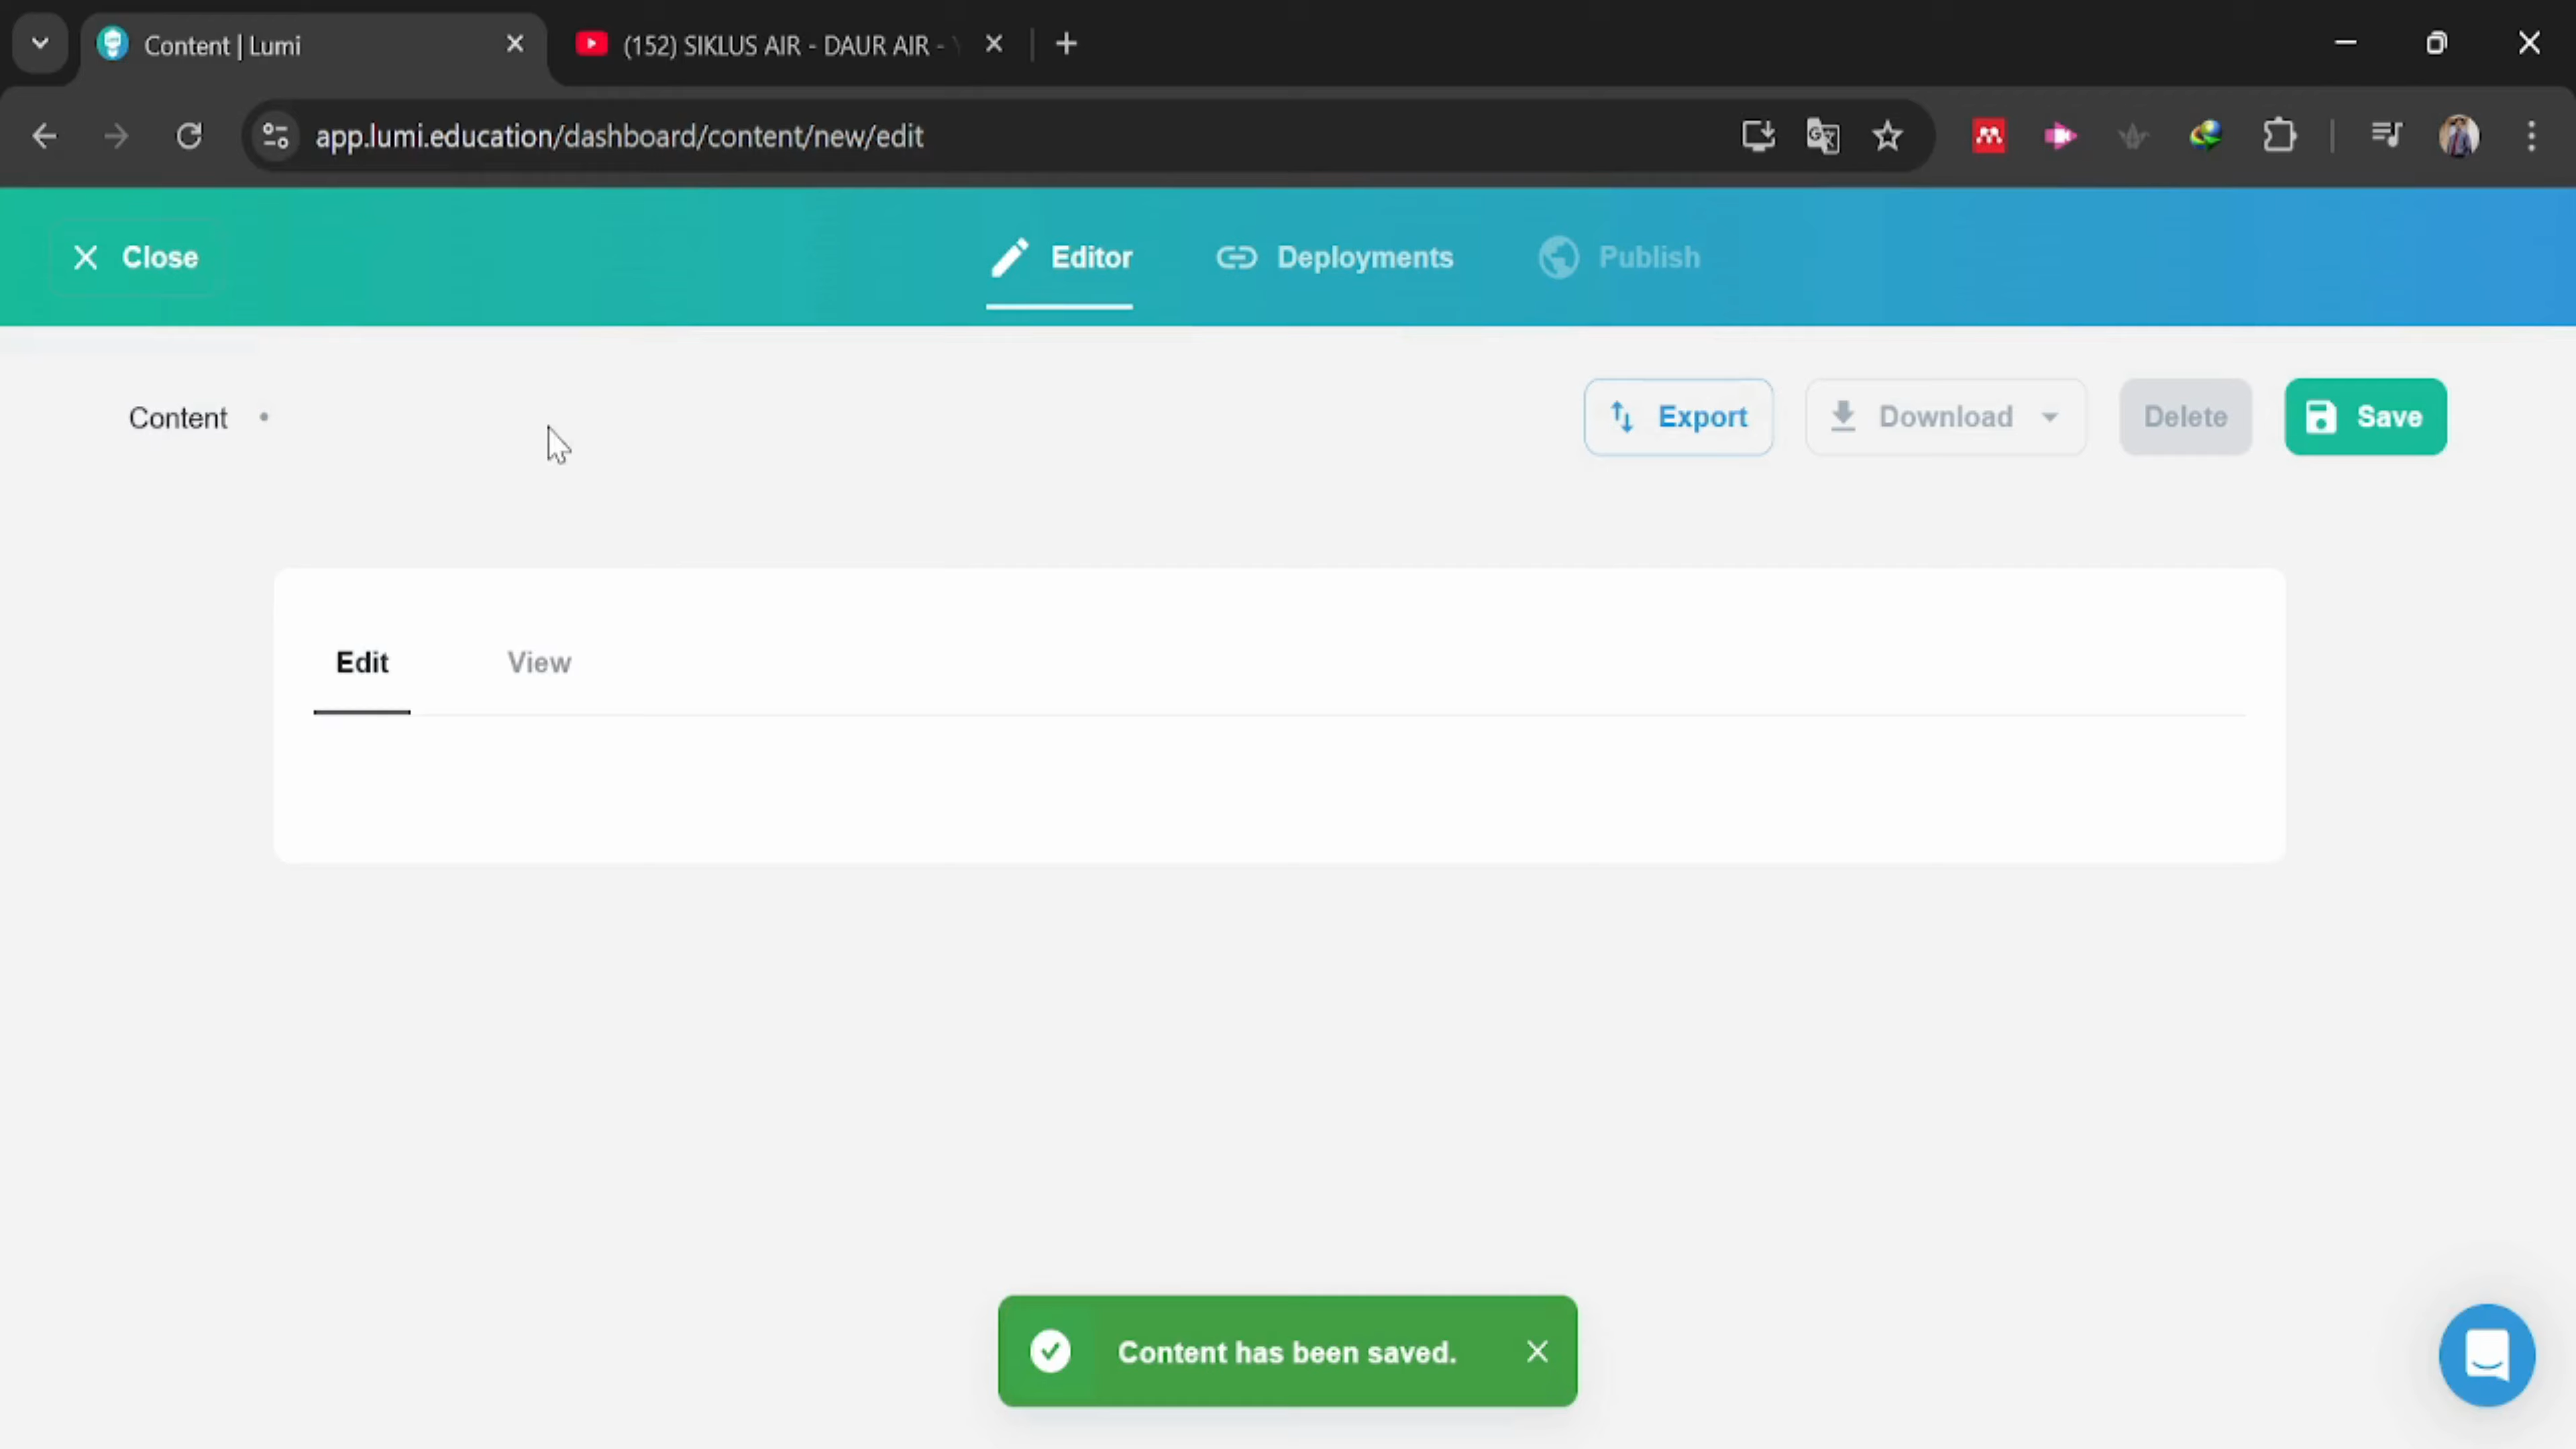 Content | Lumi
(152) SIKLUS AIR - DAUR AIR -
app.lumi.education/dashboard/content/new/edit
Close
Editor
Deployments
Publish
Content •
Export
Download
Delete
Save
Edit
View
Content has been saved.